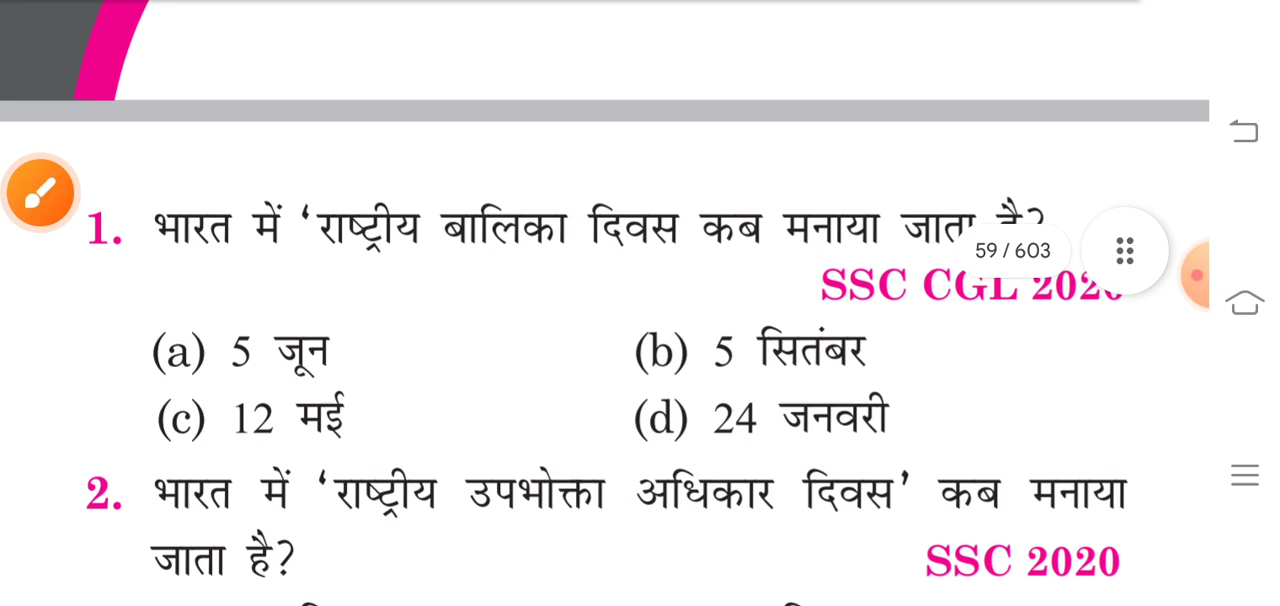 1. भारत में ‘राष्ट्रीय बालिका दिवस कब मनाया जाता है?
59 / 603
SSC CGL
(a) 5 जून (b) 5 सितंबर
(c) 12 मई (d) 24 जनवरी
2. भारत में ‘राष्ट्रीय उपभोक्ता अधिकार दिवस’ कब मनाया
जाता है? SSC 2020